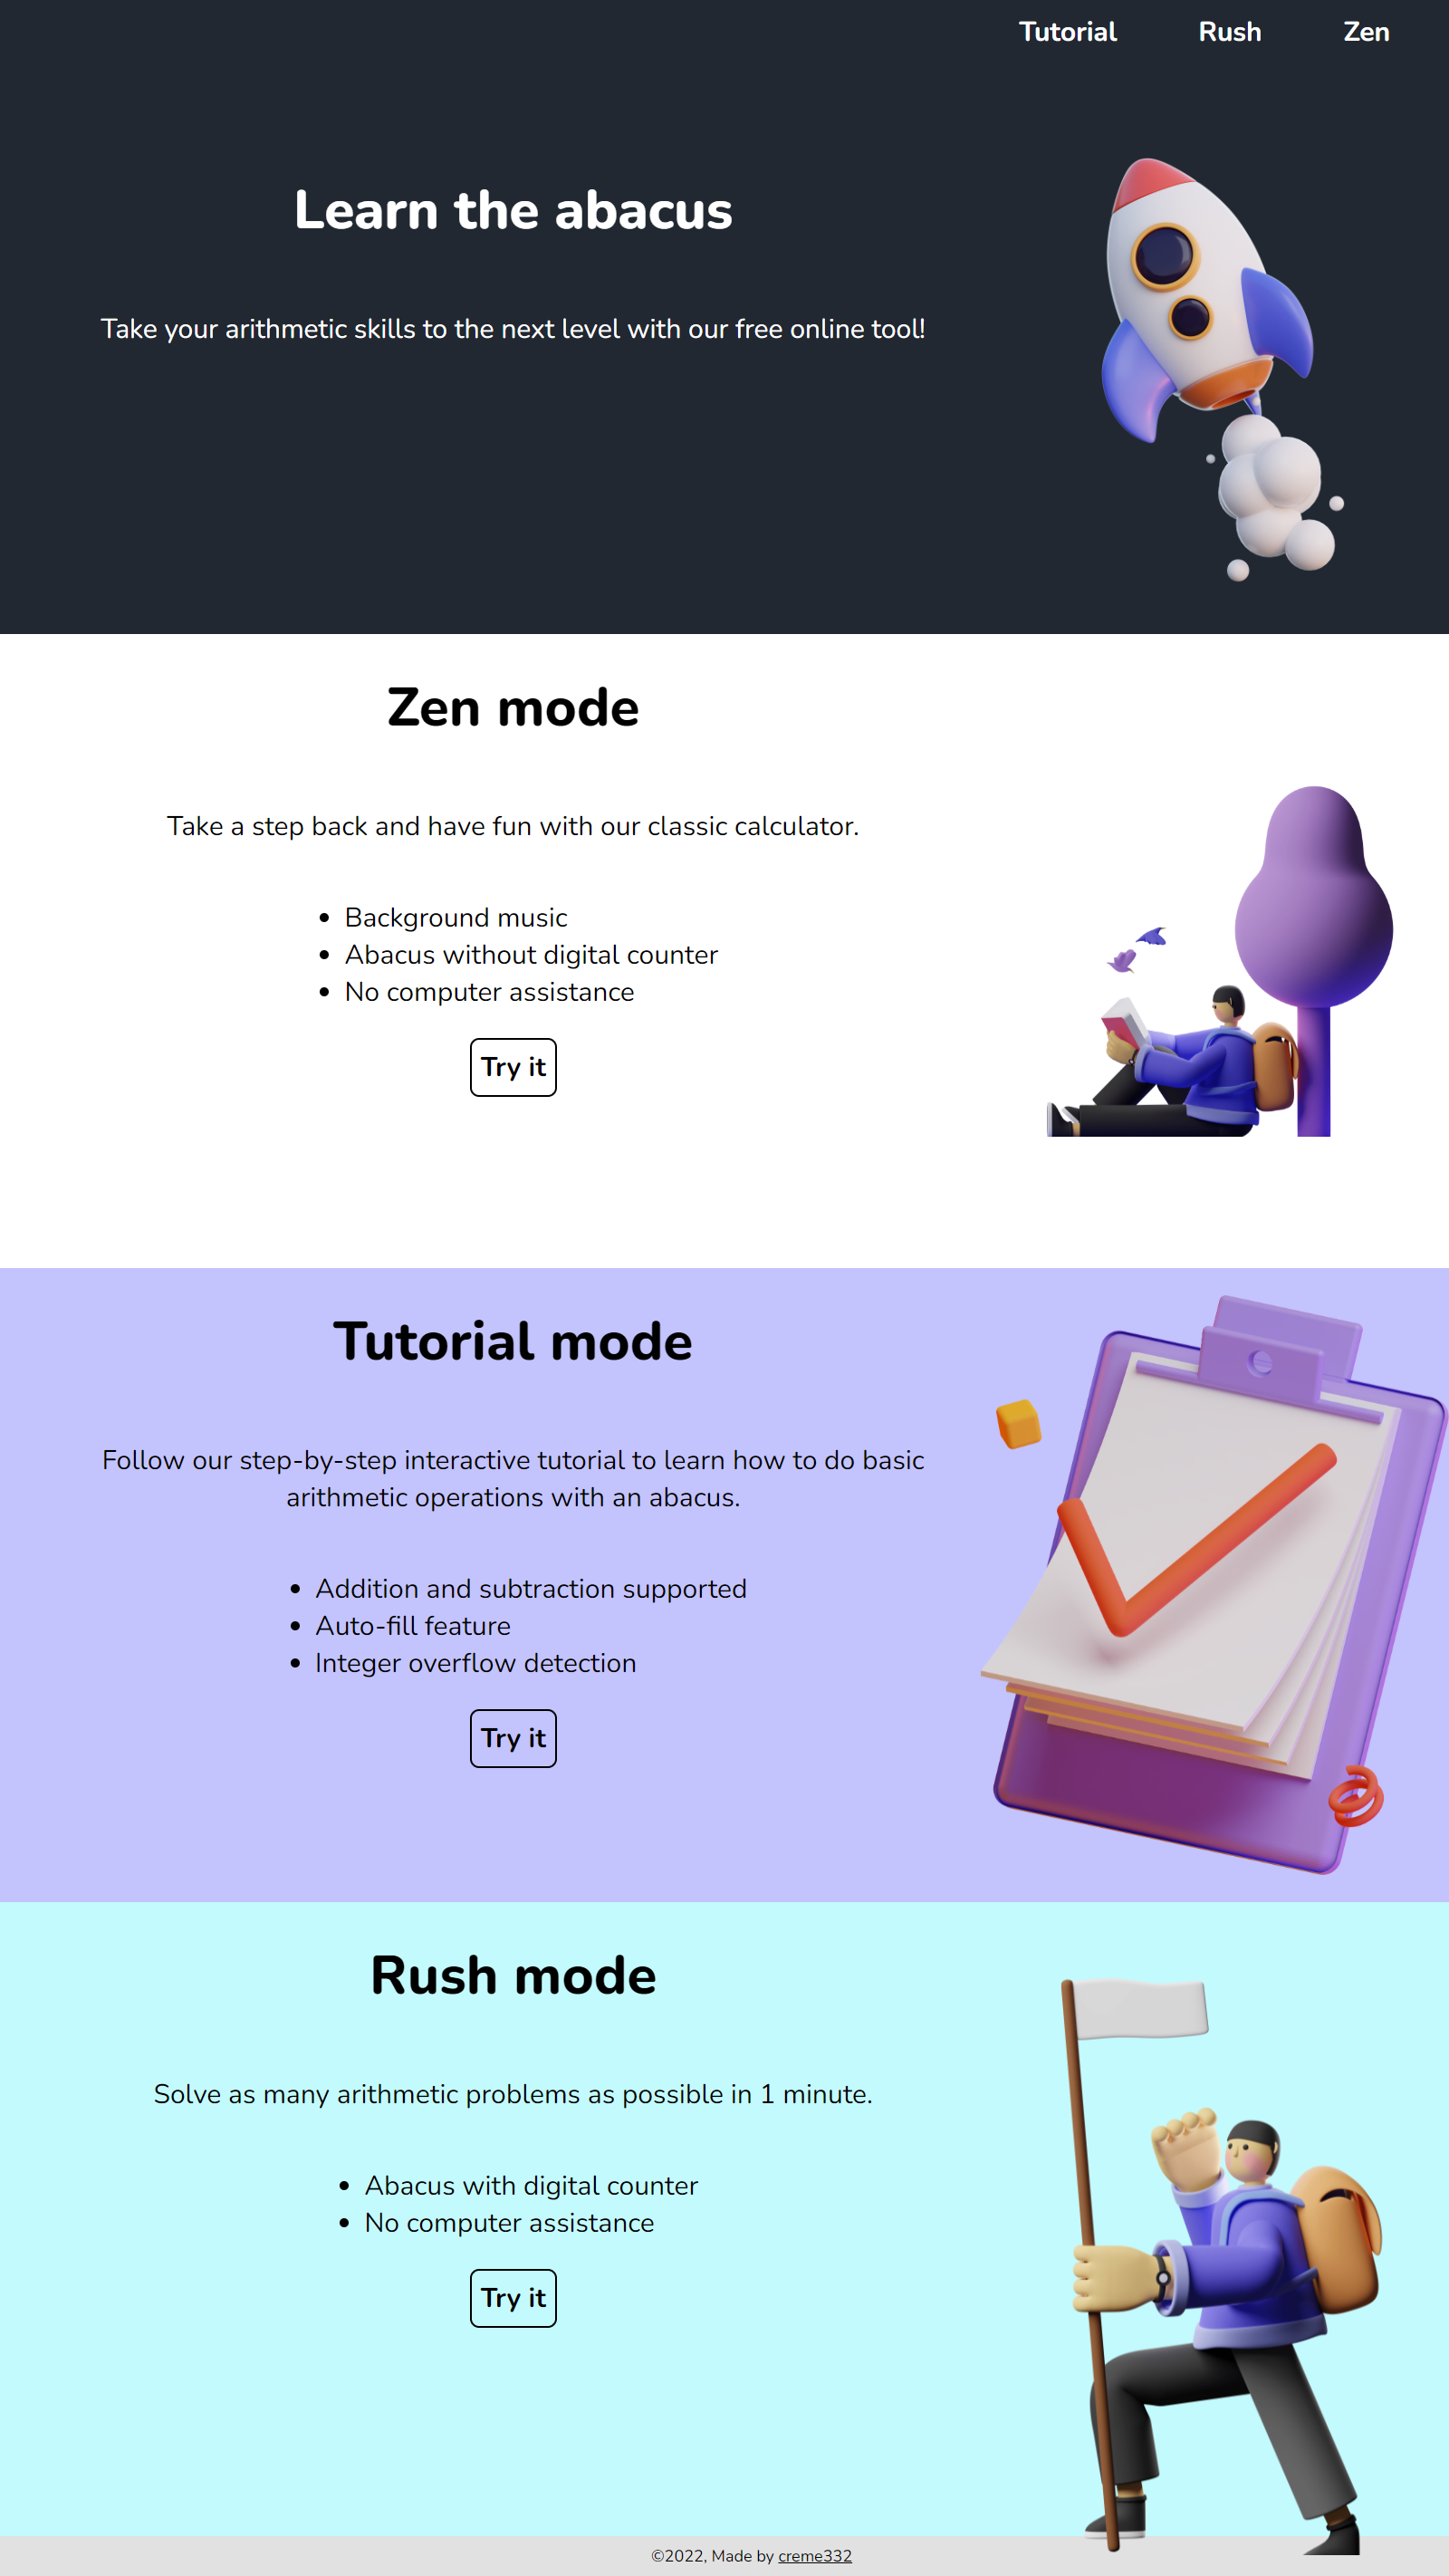 Tutorial Rush Zen
Learn the abacus
Take your arithmetic skills to the next level with our free online tool!
Zen mode
Take a step back and have fun with our classic calculator.
• Background music
• Abacus without digital counter
• No computer assistance
Try it
Tutorial mode
Follow our step-by-step interactive tutorial to learn how to do basic
arithmetic operations with an abacus.
• Addition and subtraction supported
• Auto-fill feature
• Integer overflow detection
Try it
Rush mode
Solve as many arithmetic problems as possible in 1 minute.
• Abacus with digital counter
• No computer assistance
Try it
©2022, Made by creme332